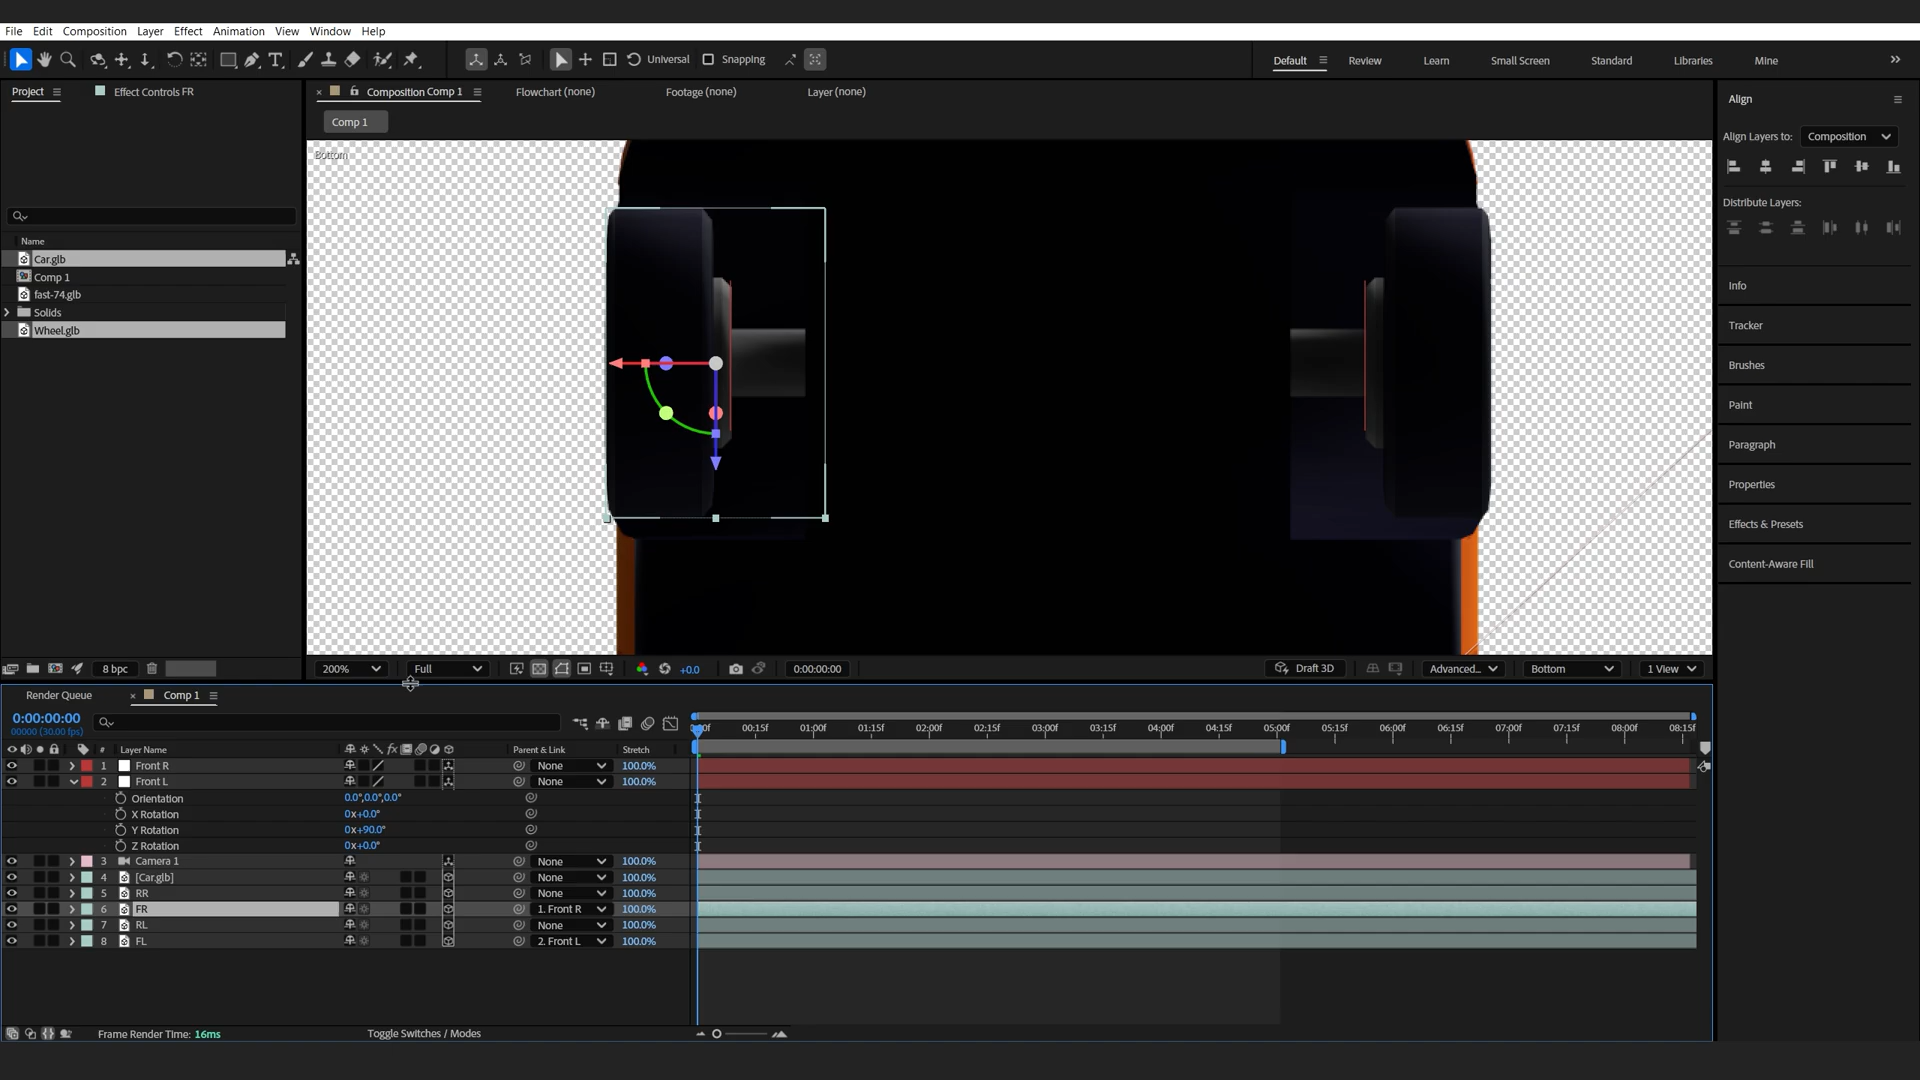 File Edit Composition Layer Effect Animation View Window Help
Universal Snapping Default Review Learn Small Screen Standard Libraries Mine
Project Effect Controls FR Composition Comp 1 Flowchart (none) Footage (none) Layer (none) Align
Comp 1
Align Layers to: Composition
Bottom
Distribute Layers:
Name
Car.glb
Comp 1
fast-74.glb
Solids
Wheel.glb
Info
Tracker
Brushes
Paint
Paragraph
Properties
Effects & Presets
Content-Aware Fill
8 bpc 200% Full +0.0 0:00:00:00 Draft 3D Advanced... Bottom 1 View
Render Queue Comp 1
0:00:00:00
00000 (30.00 fps)
00:15f 01:00f 01:15f 02:00f 02:15f 03:00f 03:15f 04:00f 04:15f 05:00f 05:15f 06:00f 06:15f 07:00f 07:15f 08:00f 08:15f
# Layer Name fx Parent & Link Stretch
1 Front R None 100.0%
2 Front L None 100.0%
Orientation 0.0°,0.0°,0.0°
X Rotation 0x+0.0°
Y Rotation 0x+90.0°
Z Rotation 0x+0.0°
3 Camera 1 None 100.0%
4 [Car.glb] None 100.0%
5 RR None 100.0%
6 FR 1. Front R 100.0%
7 RL None 100.0%
8 FL 2. Front L 100.0%
Frame Render Time: 16ms Toggle Switches / Modes